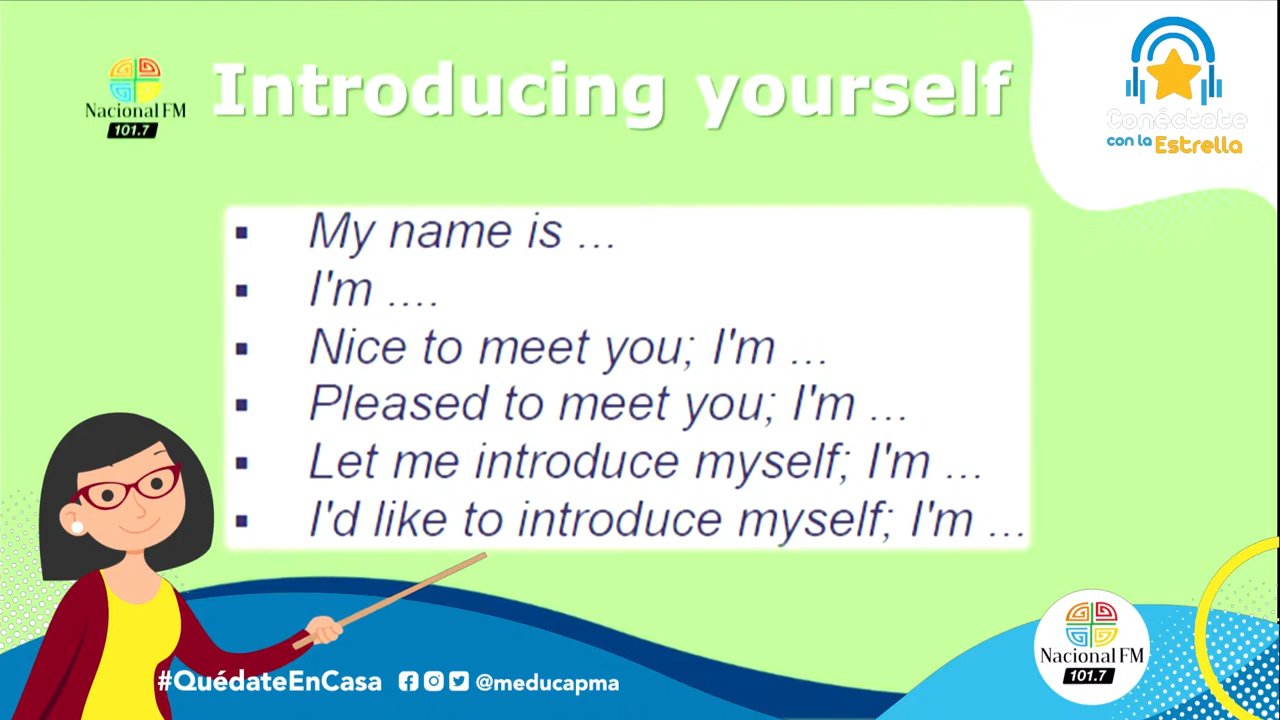 Introducing yourself
Nacional FM
101.7
Conéctate
con la Estrella
▪ My name is ...
▪ I'm ....
▪ Nice to meet you; I'm ...
▪ Pleased to meet you; I'm ...
▪ Let me introduce myself; I'm ...
▪ I'd like to introduce myself; I'm ...
#QuédateEnCasa @meducapma
Nacional FM
101.7